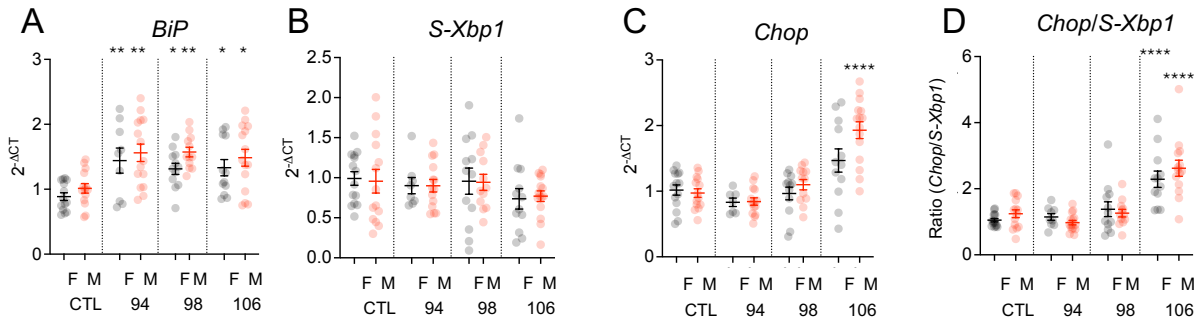 A
BiP
** ** * ** * *
3
2
1
0
2-ΔCT
F M F M F M F M
CTL 94 98 106
B
S-Xbp1
2.5
2.0
1.5
1.0
0.5
0.0
2-ΔCT
F M F M F M F M
CTL 94 98 106
C
Chop
****
3
2
1
0
2-ΔCT
F M F M F M F M
CTL 94 98 106
D
Chop/S-Xbp1
****
****
6
4
2
0
Ratio (Chop/S-Xbp1)
F M F M F M F M
CTL 94 98 106